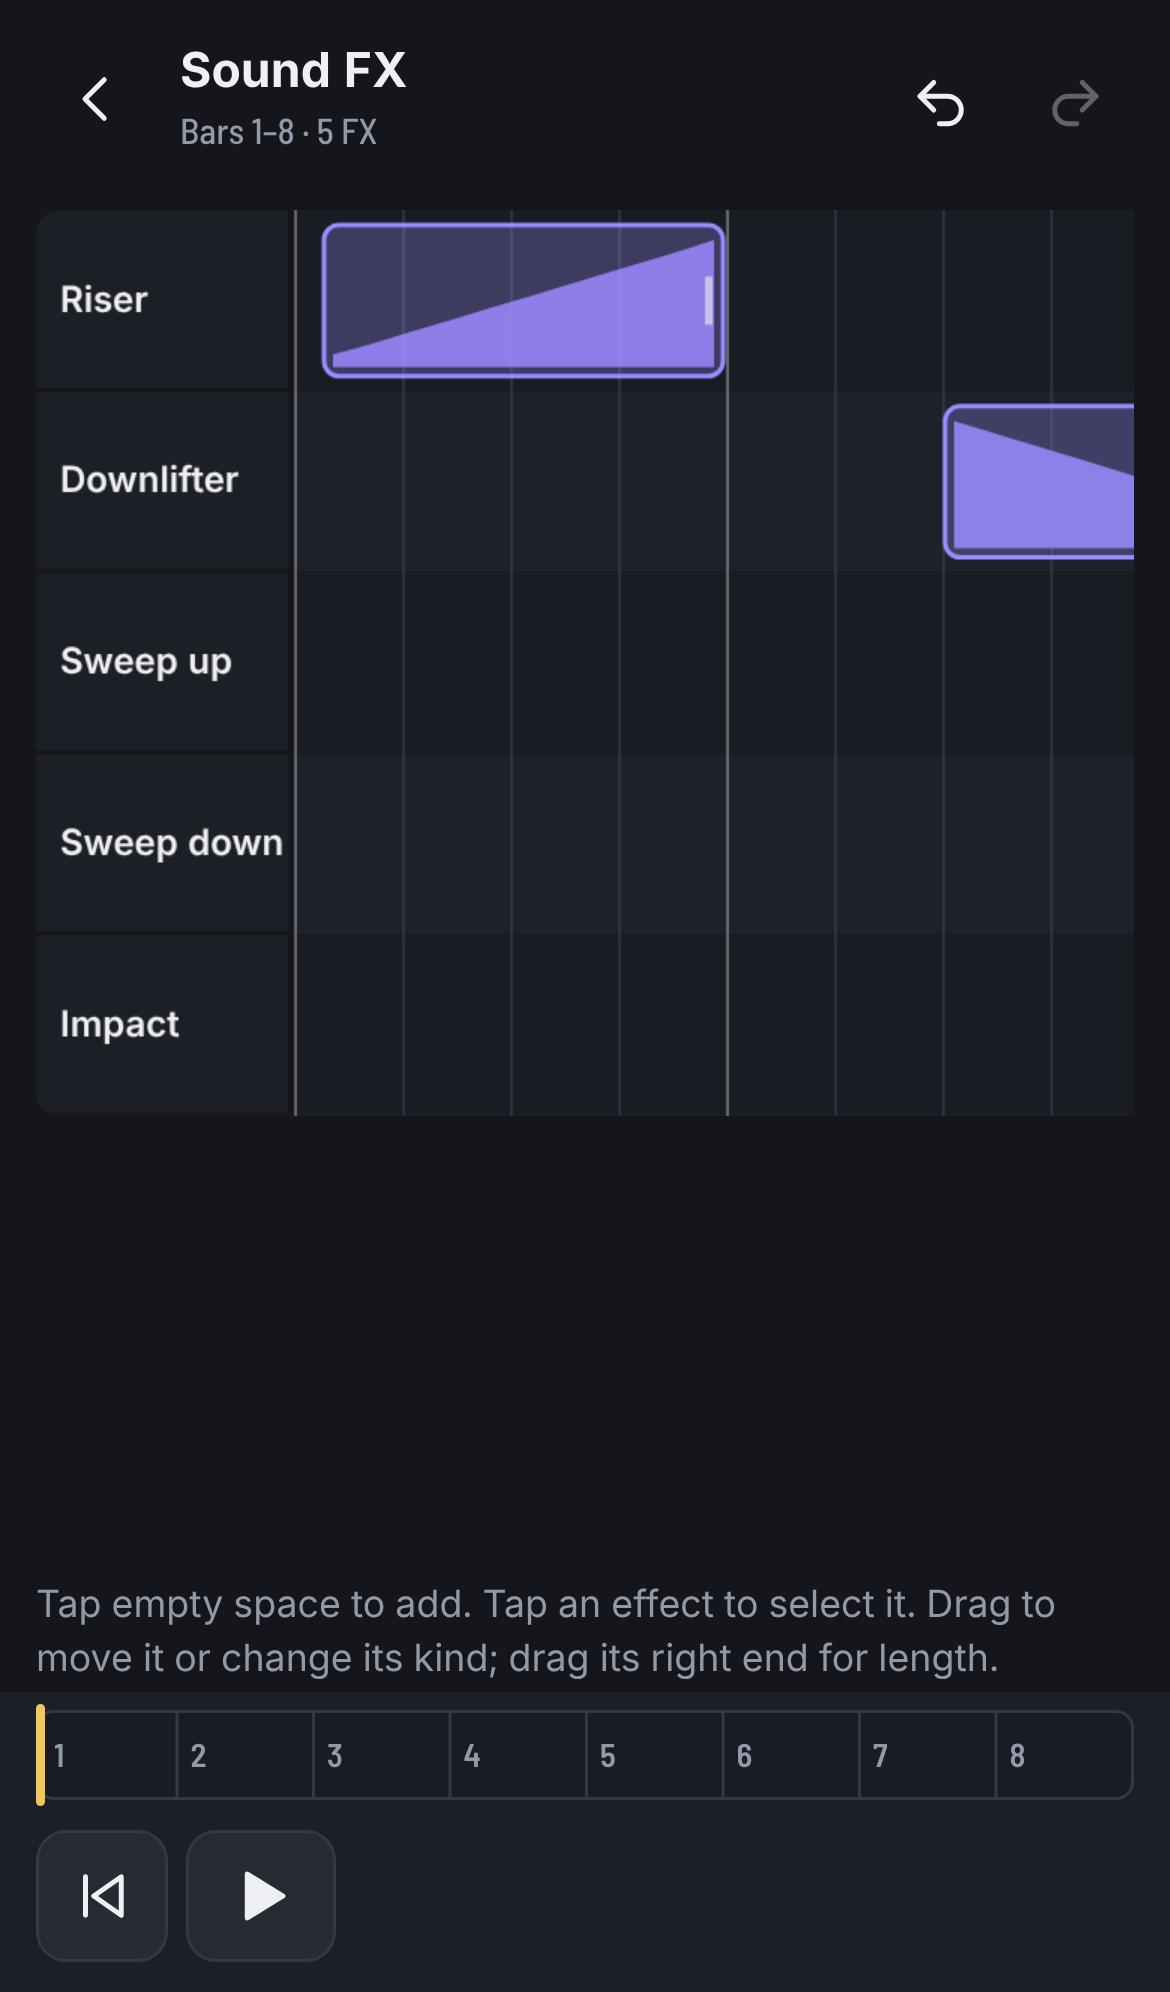 Sound FX
Bars 1–8 · 5 FX
Riser
Downlifter
Sweep up
Sweep down
Impact
Tap empty space to add. Tap an effect to select it. Drag to
move it or change its kind; drag its right end for length.
1 2 3 4 5 6 7 8